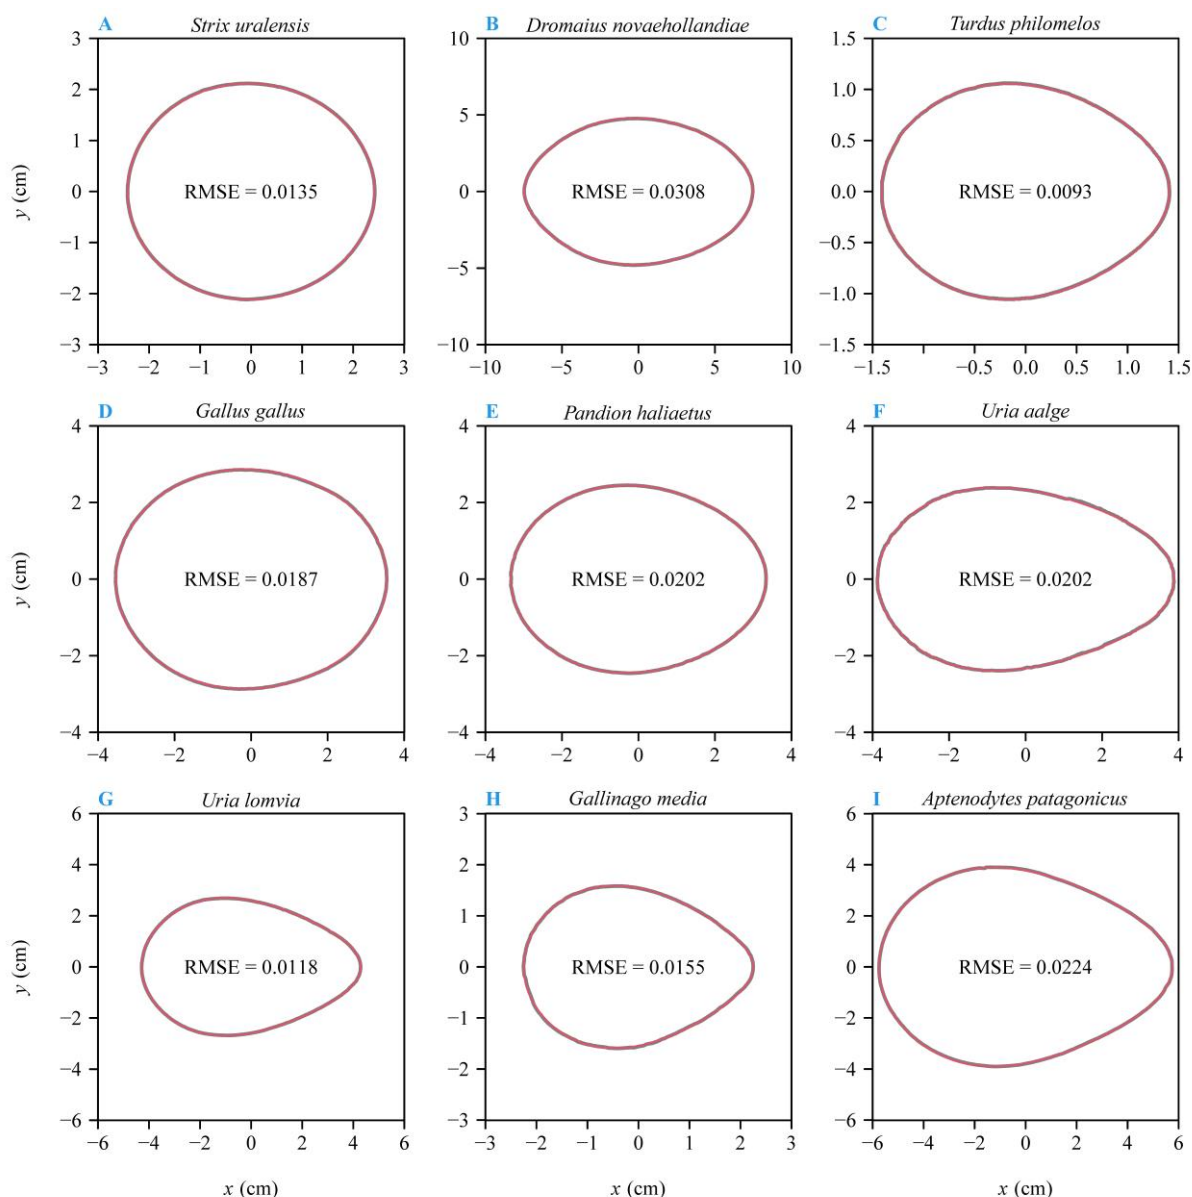 A Strix uralensis
B Dromaius novaehollandiae
C Turdus philomelos
3
2
1
0
−1
−2
−3
y (cm)
RMSE = 0.0135
−3 −2 −1 0 1 2 3
10
5
0
−5
−10
RMSE = 0.0308
−10 −5 0 5 10
1.5
1.0
0.5
0.0
−0.5
−1.0
−1.5
RMSE = 0.0093
−1.5 −0.5 0.0 0.5 1.0 1.5
D Gallus gallus
E Pandion haliaetus
F Uria aalge
4
2
0
−2
−4
y (cm)
RMSE = 0.0187
−4 −2 0 2 4
4
2
0
−2
−4
RMSE = 0.0202
−4 −2 0 2 4
4
2
0
−2
−4
RMSE = 0.0202
−4 −2 0 2 4
G Uria lomvia
H Gallinago media
I Aptenodytes patagonicus
6
4
2
0
−2
−4
−6
y (cm)
RMSE = 0.0118
−6 −4 −2 0 2 4 6
3
2
1
0
−1
−2
−3
RMSE = 0.0155
−3 −2 −1 0 1 2 3
6
4
2
0
−2
−4
−6
RMSE = 0.0224
−6 −4 −2 0 2 4 6
x (cm)
x (cm)
x (cm)